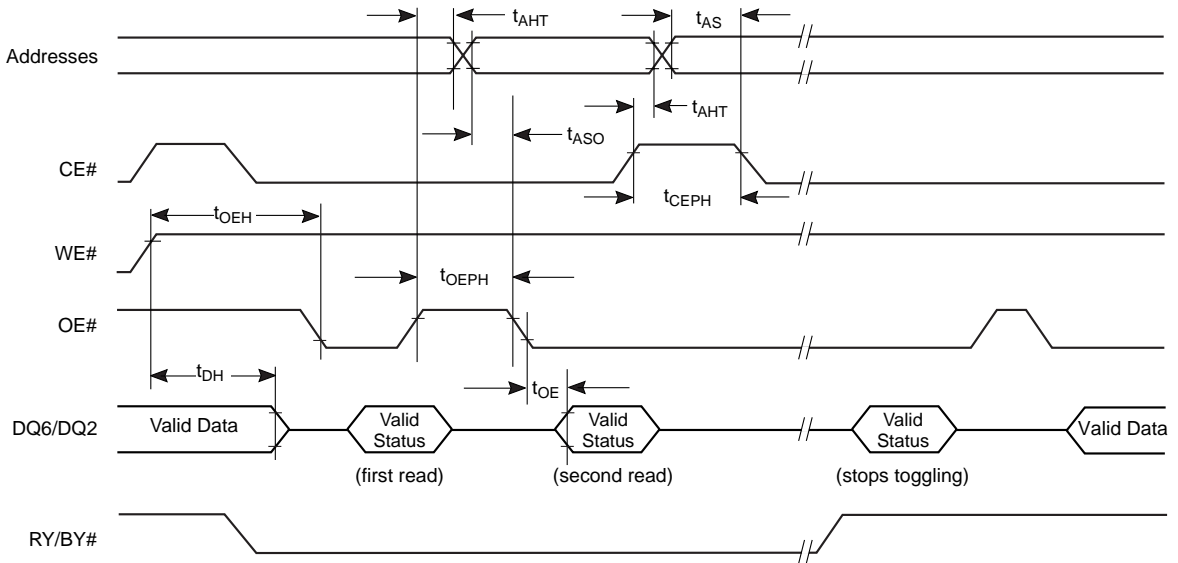 tAHT
tAS
Addresses
tAHT
tASO
CE#
tCEPH
tOEH
WE#
tOEPH
OE#
tDH
tOE
DQ6/DQ2
Valid Data
Valid
Status
Valid
Status
Valid
Status
Valid Data
(first read)
(second read)
(stops toggling)
RY/BY#